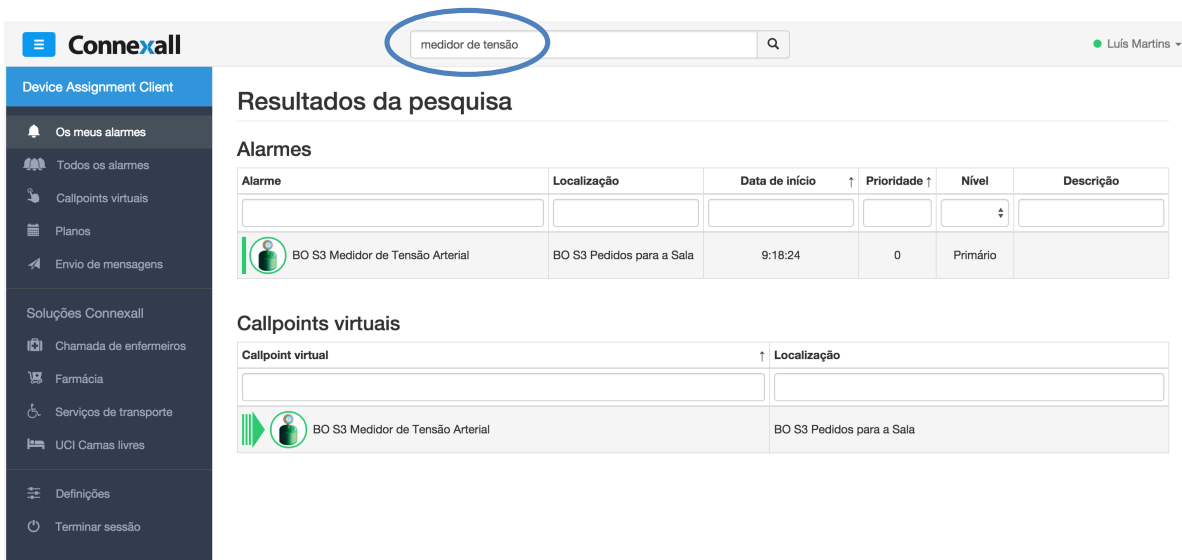 Connexall
medidor de tensão
Luís Martins
Device Assignment Client
Os meus alarmes
Todos os alarmes
Callpoints virtuais
Planos
Envio de mensagens
Soluções Connexall
Chamada de enfermeiros
Farmácia
Serviços de transporte
UCI Camas livres
Definições
Terminar sessão
Resultados da pesquisa
Alarmes
Alarme Localização Data de início ↑ Prioridade ↑ Nível Descrição
BO S3 Medidor de Tensão Arterial BO S3 Pedidos para a Sala 9:18:24 0 Primário
Callpoints virtuais
Callpoint virtual ↑ Localização
BO S3 Medidor de Tensão Arterial BO S3 Pedidos para a Sala